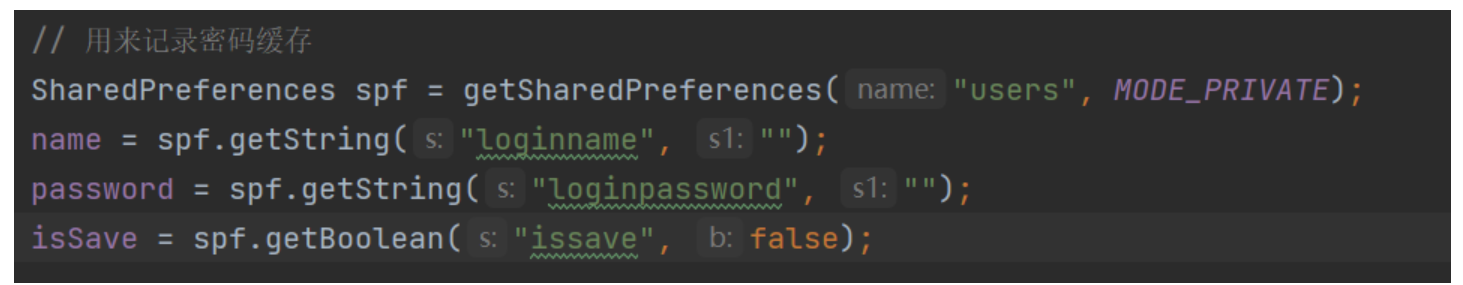 // 用来记录密码缓存
SharedPreferences spf = getSharedPreferences( name: "users", MODE_PRIVATE);
name = spf.getString( s: "loginname", s1: "");
password = spf.getString( s: "loginpassword", s1: "");
isSave = spf.getBoolean( s: "issave", b: false);